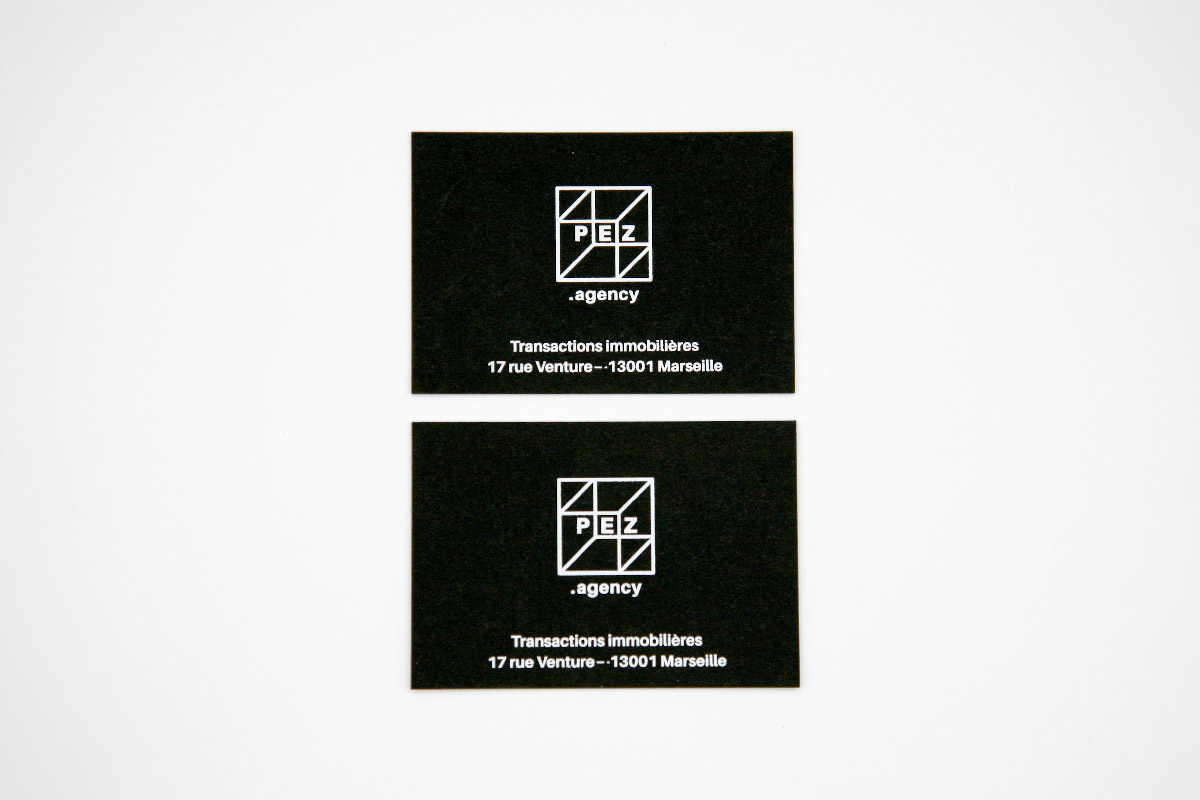 PEZ
.agency
Transactions immobilières
17 rue Venture–·13001 Marseille
PEZ
.agency
Transactions immobilières
17 rue Venture–·13001 Marseille